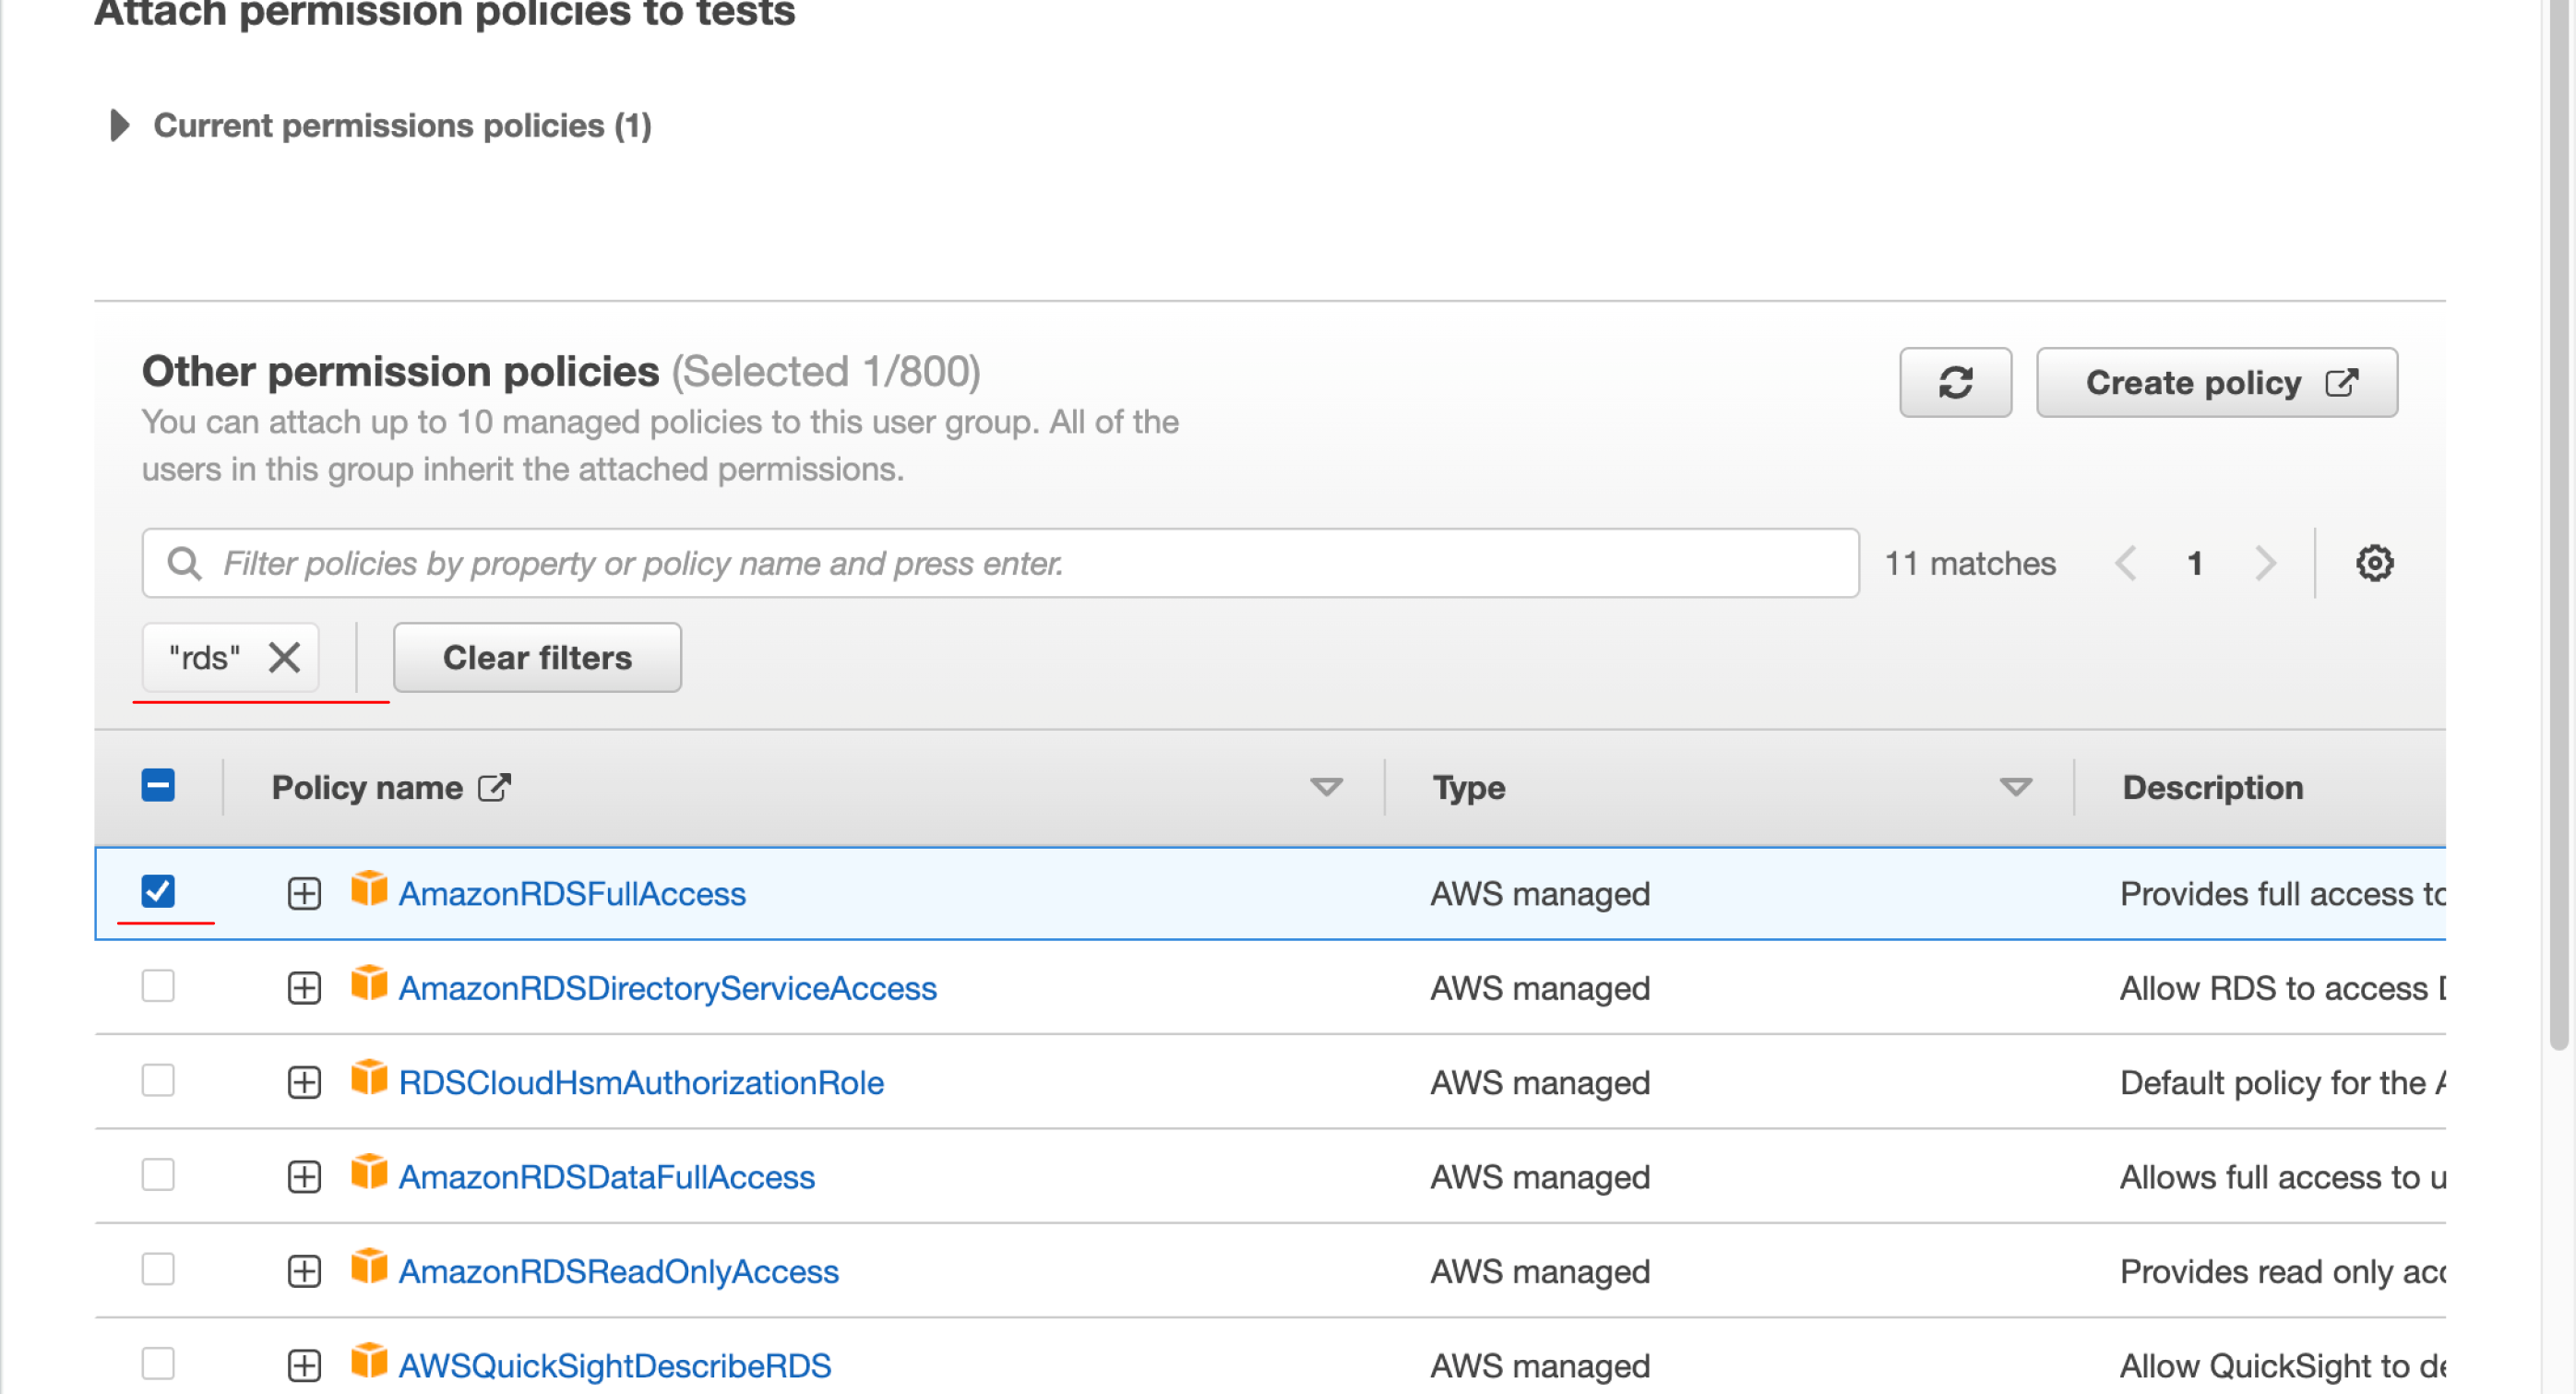 Attach permission policies to tests
Current permissions policies (1)
Other permission policies (Selected 1/800)
Create policy
You can attach up to 10 managed policies to this user group. All of the
users in this group inherit the attached permissions.
Filter policies by property or policy name and press enter.
11 matches
1
"rds"
Clear filters
Policy name
Type
Description
AmazonRDSFullAccess
AWS managed
Provides full access to
AmazonRDSDirectoryServiceAccess
AWS managed
Allow RDS to access
RDSCloudHsmAuthorizationRole
AWS managed
Default policy for the
AmazonRDSDataFullAccess
AWS managed
Allows full access to
AmazonRDSReadOnlyAccess
AWS managed
Provides read only
AWSQuickSightDescribeRDS
AWS managed
Allow QuickSight to